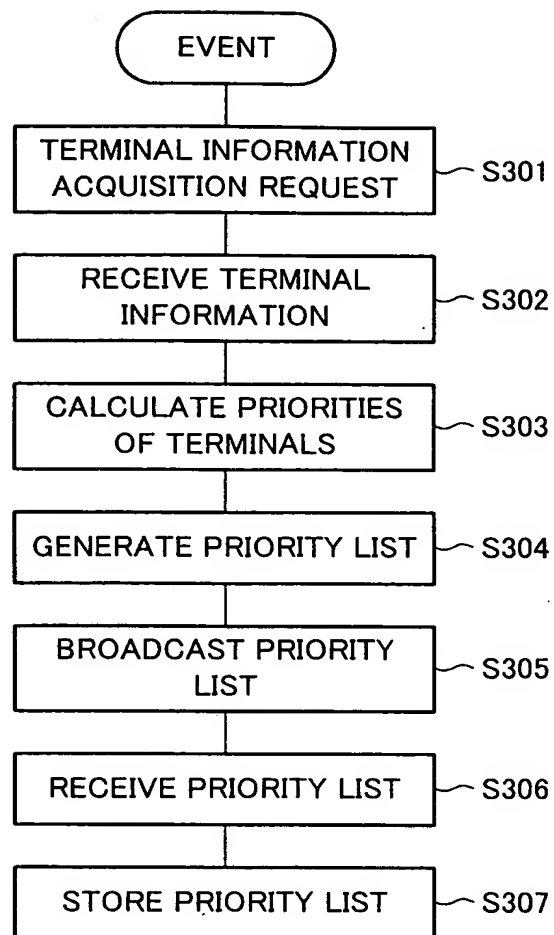 EVENT
TERMINAL INFORMATION
ACQUISITION REQUEST
S301
RECEIVE TERMINAL
INFORMATION
S302
CALCULATE PRIORITIES
OF TERMINALS
S303
GENERATE PRIORITY LIST
S304
BROADCAST PRIORITY
LIST
S305
RECEIVE PRIORITY LIST
S306
STORE PRIORITY LIST
S307